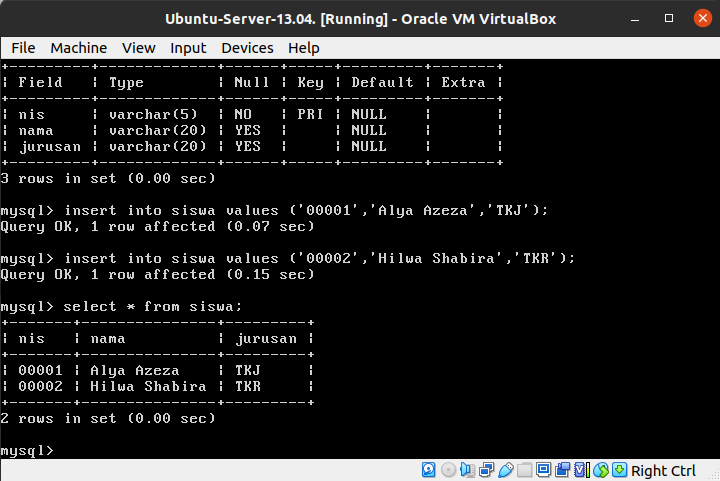 Ubuntu-Server-13.04. [Running] - Oracle VM VirtualBox
File Machine View Input Devices Help
+---------+-------------+------+-----+---------+-------+
| Field   | Type        | Null | Key | Default | Extra |
+---------+-------------+------+-----+---------+-------+
| nis     | varchar(5)  | NO   | PRI | NULL    |       |
| nama    | varchar(20) | YES  |     | NULL    |       |
| jurusan | varchar(20) | YES  |     | NULL    |       |
+---------+-------------+------+-----+---------+-------+
3 rows in set (0.00 sec)
mysql> insert into siswa values ('00001','Alya Azeza','TKJ');
Query OK, 1 row affected (0.07 sec)
mysql> insert into siswa values ('00002','Hilwa Shabira','TKR');
Query OK, 1 row affected (0.15 sec)
mysql> select * from siswa;
+-------+---------------+---------+
| nis   | nama          | jurusan |
+-------+---------------+---------+
| 00001 | Alya Azeza    | TKJ     |
| 00002 | Hilwa Shabira | TKR     |
+-------+---------------+---------+
2 rows in set (0.00 sec)
mysql>
Right Ctrl